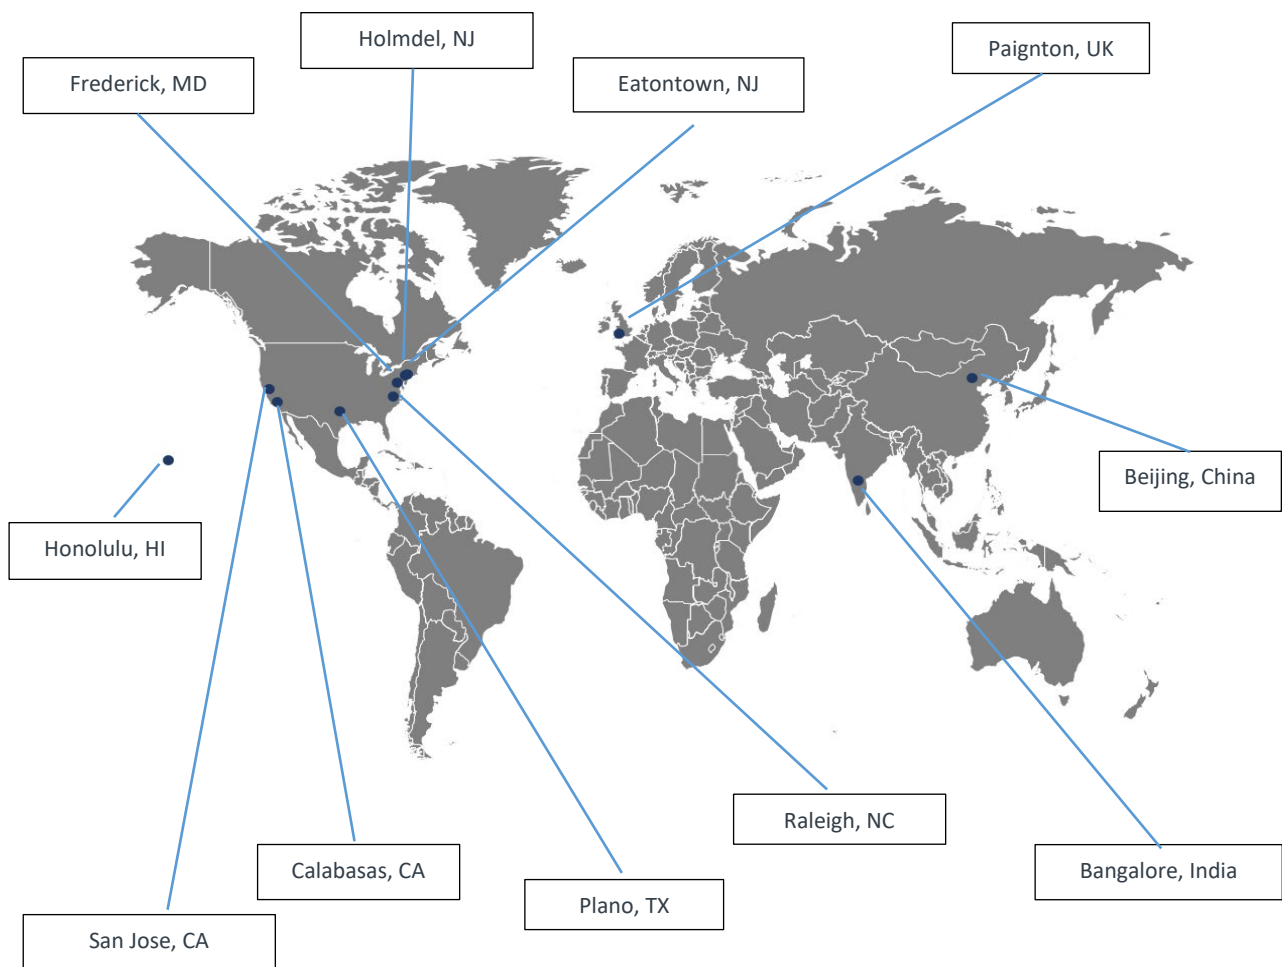 Holmdel, NJ
Paignton, UK
Frederick, MD
Eatontown, NJ
Beijing, China
Honolulu, HI
Raleigh, NC
Calabasas, CA
Bangalore, India
Plano, TX
San Jose, CA